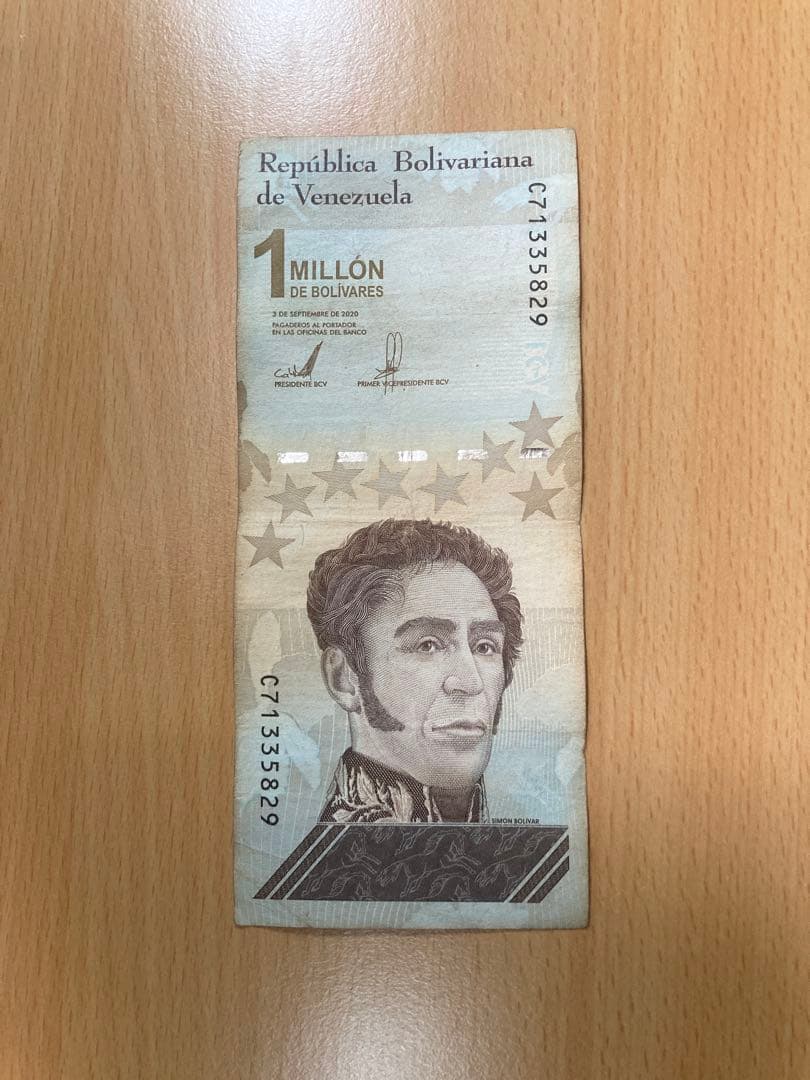 República Bolivariana
de Venezuela
C71335829
1 MILLÓN
DE BOLÍVARES
3 DE SEPTIEMBRE DE 2020
PAGADEROS AL PORTADOR
EN LAS OFICINAS DEL BANCO
PRESIDENTE BCV
PRIMER VICEPRESIDENTE BCV
BCV
C71335829
SIMÓN BOLÍVAR